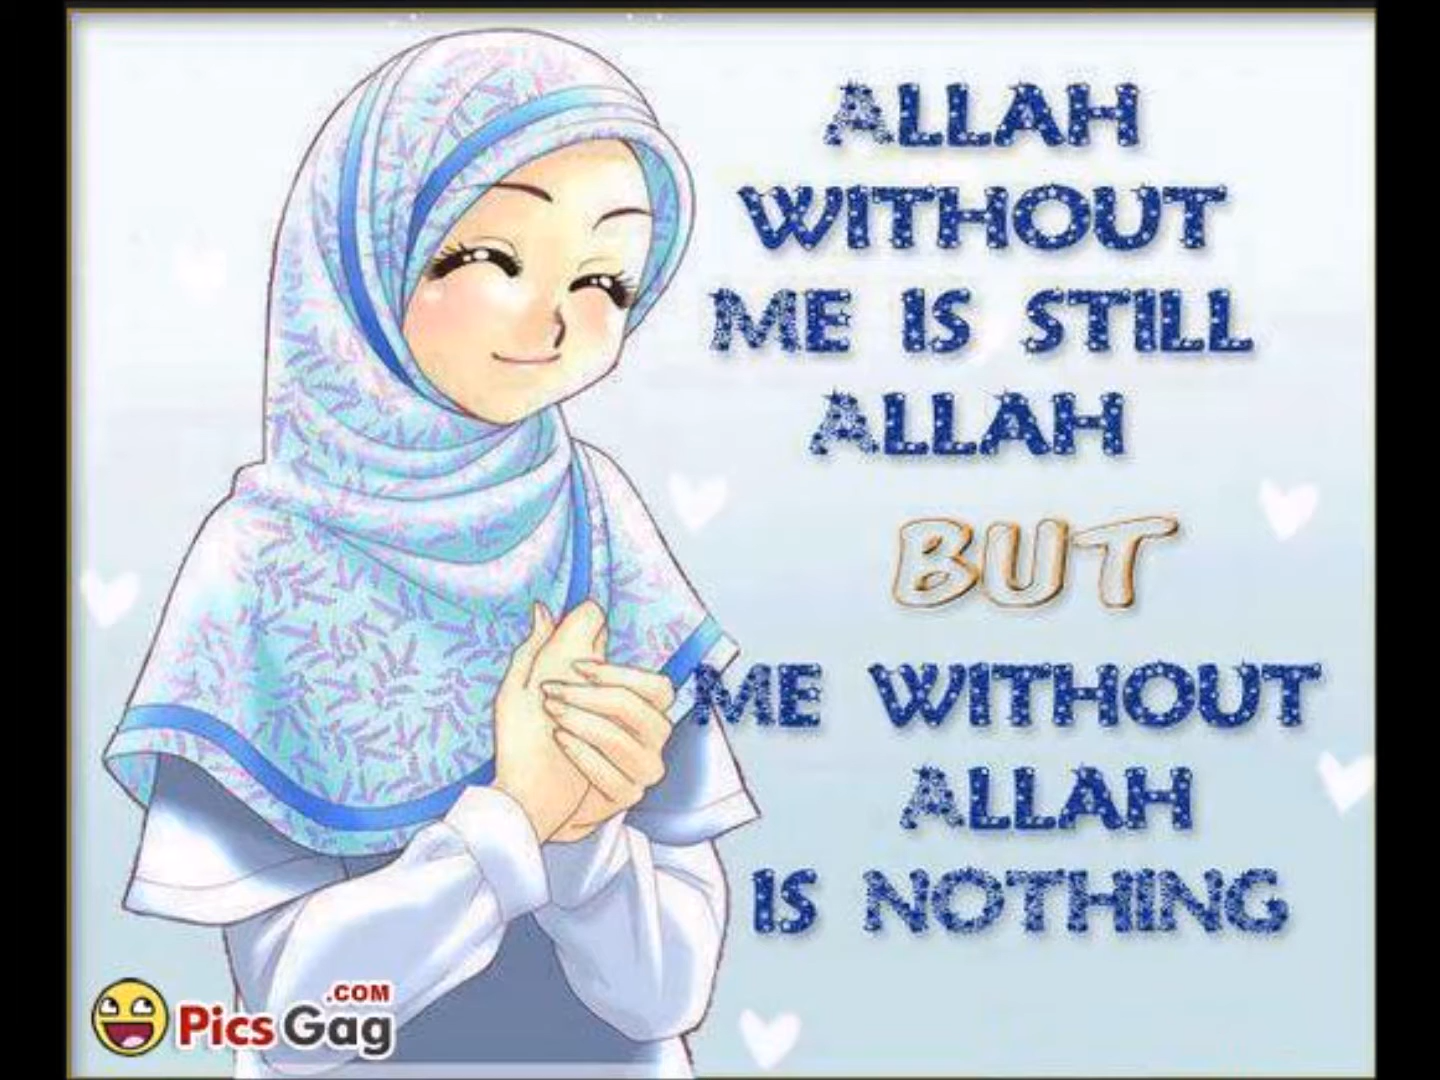 ALLAH
WITHOUT
ME IS STILL
ALLAH
BUT
ME WITHOUT
ALLAH
IS NOTHING
.COM
Pics Gag